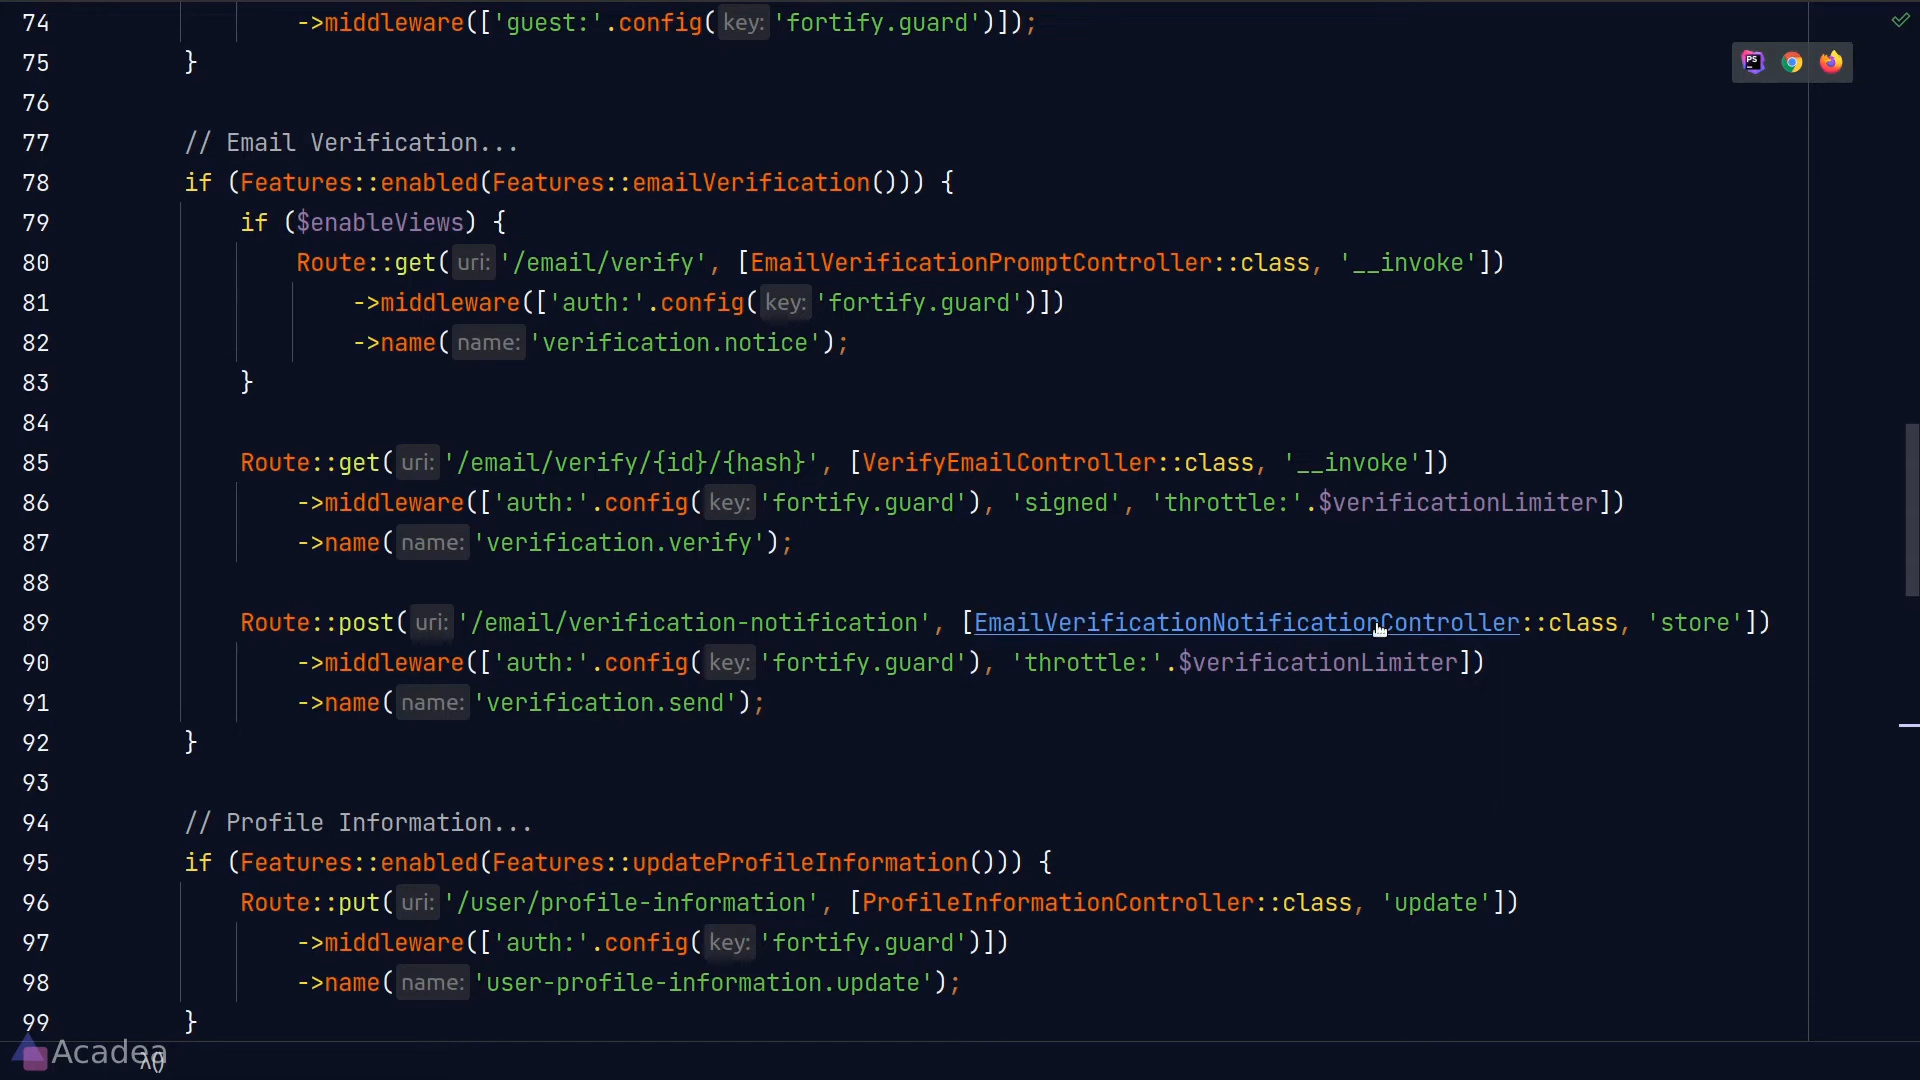 74 ->middleware(['guest:'.config( key: 'fortify.guard')]);
75 }
76
77 // Email Verification...
78 if (Features::enabled(Features::emailVerification())) {
79 if ($enableViews) {
80 Route::get( uri: '/email/verify', [EmailVerificationPromptController::class, '__invoke'])
81 ->middleware(['auth:'.config( key: 'fortify.guard')])
82 ->name( name: 'verification.notice');
83 }
84
85 Route::get( uri: '/email/verify/{id}/{hash}', [VerifyEmailController::class, '__invoke'])
86 ->middleware(['auth:'.config( key: 'fortify.guard'), 'signed', 'throttle:'.$verificationLimiter])
87 ->name( name: 'verification.verify');
88
89 Route::post( uri: '/email/verification-notification', [EmailVerificationNotificationController::class, 'store'])
90 ->middleware(['auth:'.config( key: 'fortify.guard'), 'throttle:'.$verificationLimiter])
91 ->name( name: 'verification.send');
92 }
93
94 // Profile Information...
95 if (Features::enabled(Features::updateProfileInformation())) {
96 Route::put( uri: '/user/profile-information', [ProfileInformationController::class, 'update'])
97 ->middleware(['auth:'.config( key: 'fortify.guard')])
98 ->name( name: 'user-profile-information.update');
99 }
Acadea
λ()
PS